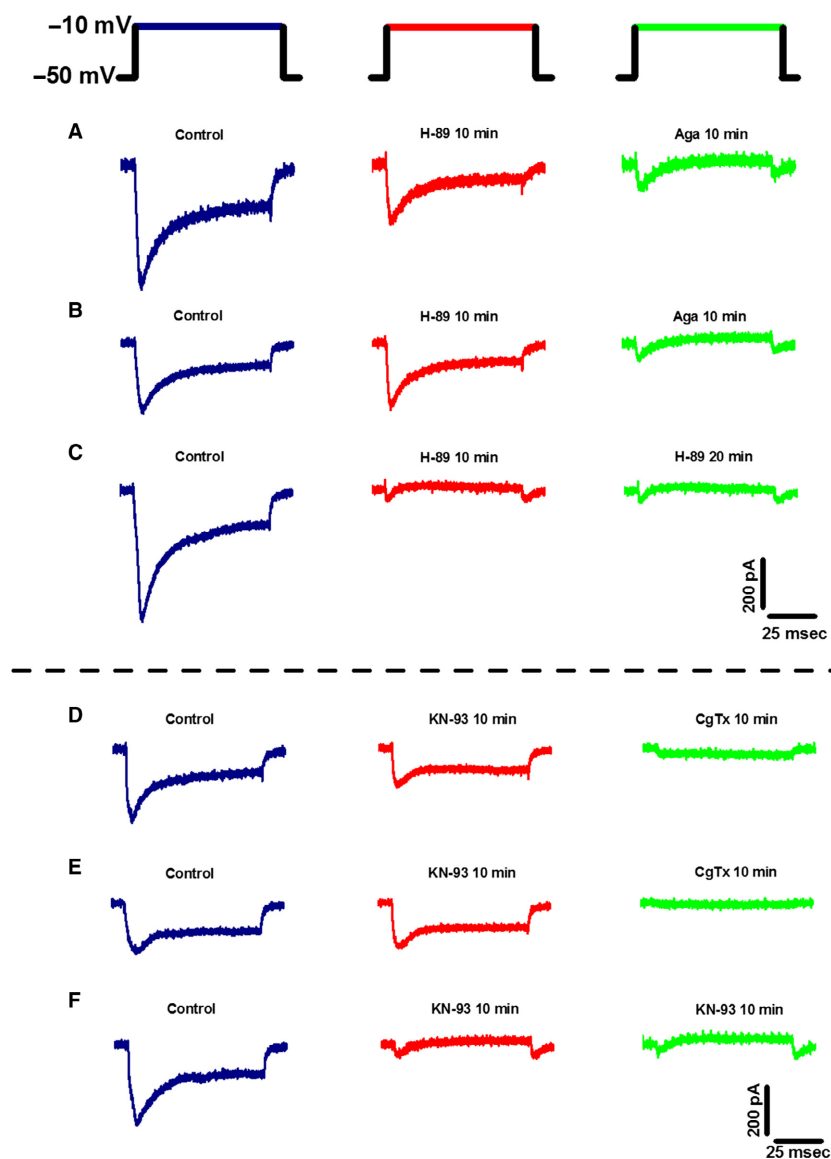 −10 mV
−50 mV
A
Control
H-89 10 min
Aga 10 min
B
Control
H-89 10 min
Aga 10 min
C
Control
H-89 10 min
H-89 20 min
200 pA
25 msec
D
Control
KN-93 10 min
CgTx 10 min
E
Control
KN-93 10 min
CgTx 10 min
F
Control
KN-93 10 min
KN-93 10 min
200 pA
25 msec